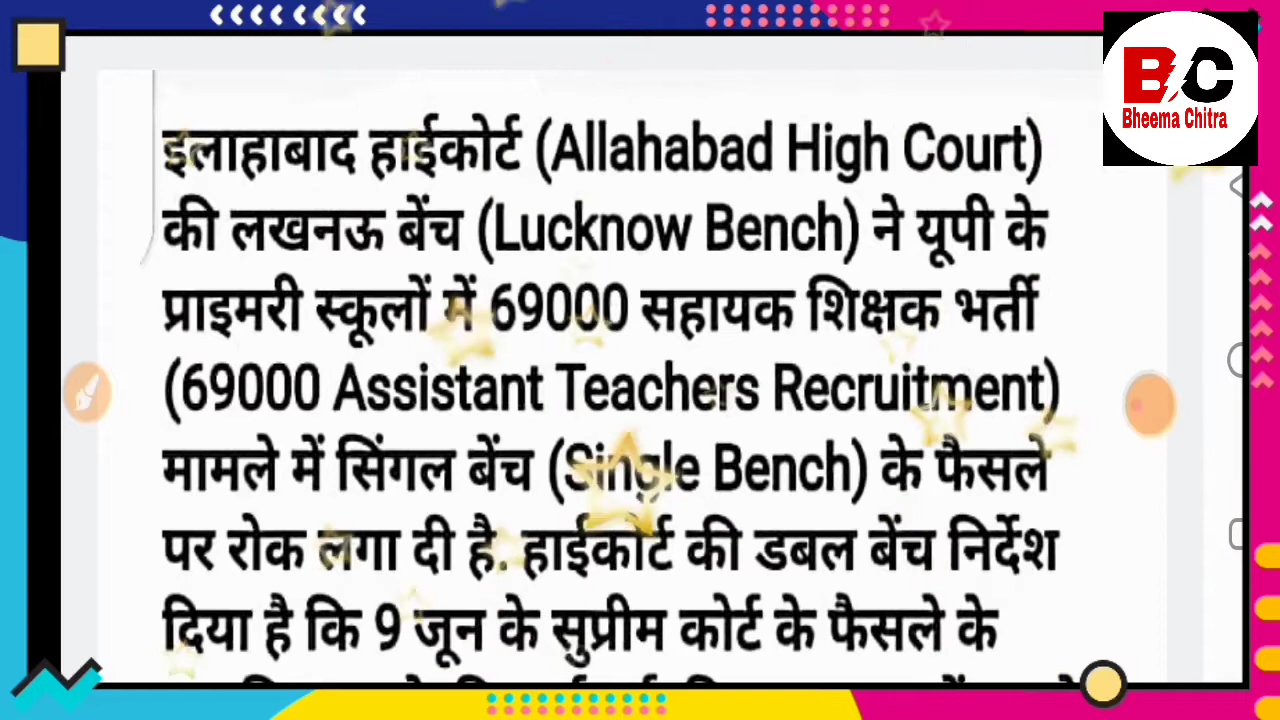 BC
Bheema Chitra
इलाहाबाद हाईकोर्ट (Allahabad High Court)
की लखनऊ बेंच (Lucknow Bench) ने यूपी के
प्राइमरी स्कूलों में 69000 सहायक शिक्षक भर्ती
(69000 Assistant Teachers Recruitment)
मामले में सिंगल बेंच (Single Bench) के फैसले
पर रोक लगा दी है. हाईकोर्ट की डबल बेंच निर्देश
दिया है कि 9 जून के सुप्रीम कोर्ट के फैसले के